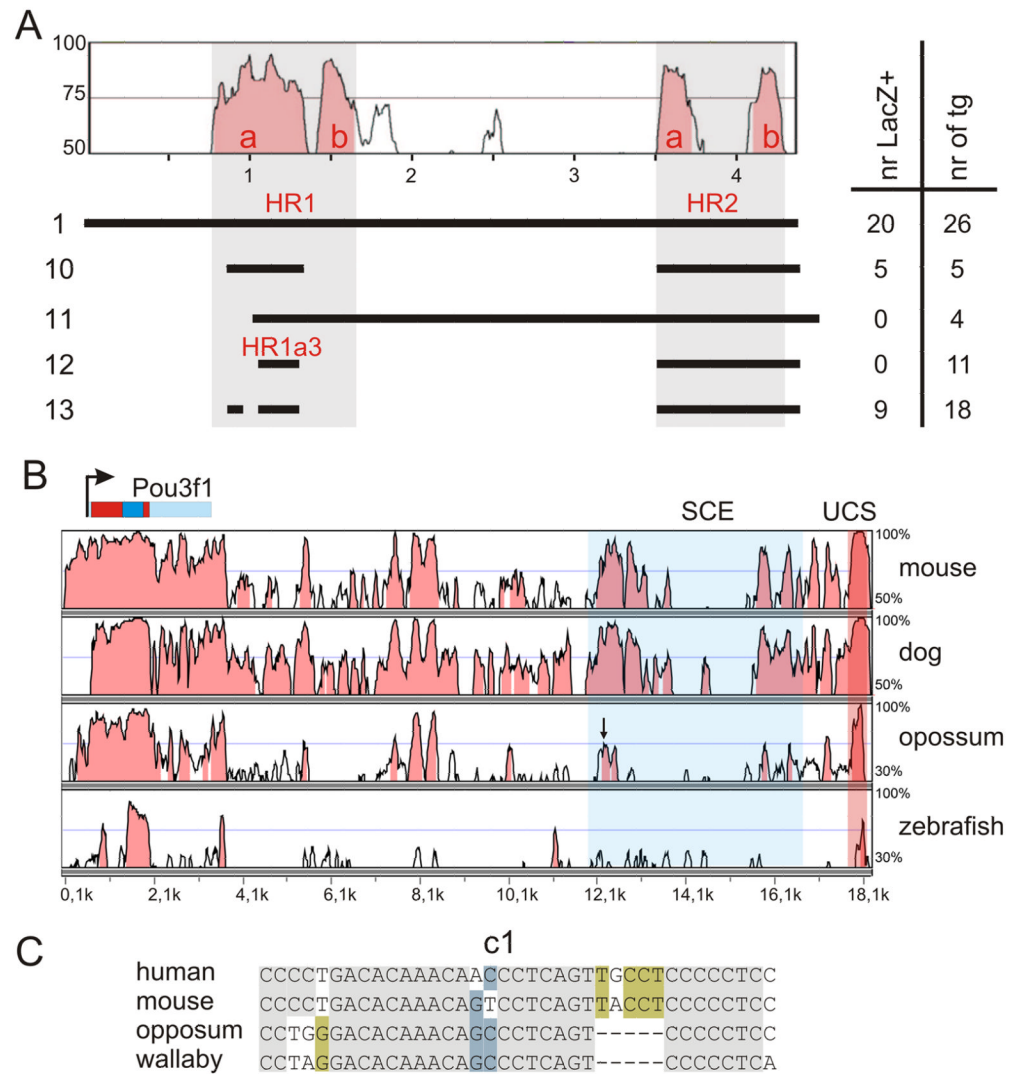 A
100
75
50
a
b
a
b
1
2
3
4
nr LacZ+
nr of tg
HR1
HR2
1
20
26
10
5
5
11
0
4
HR1a3
12
0
11
13
9
18
B
Pou3f1
SCE
UCS
100%
50%
mouse
100%
50%
dog
100%
30%
opossum
100%
30%
zebrafish
0,1k 2,1k 4,1k 6,1k 8,1k 10,1k 12,1k 14,1k 16,1k 18,1k
C
c1
human CCCCTGACACAAACAACCCTCAGTTGCCTCCCCCTCC
mouse CCCCTGACACAAACAGTCCTCAGTTACCTCCCCCTCC
opposum CCTGGGACACAAACAGCCCTCAGT-----CCCCCTCC
wallaby CCTAGGACACAAACAGCCCTCAGT-----CCCCCTCA